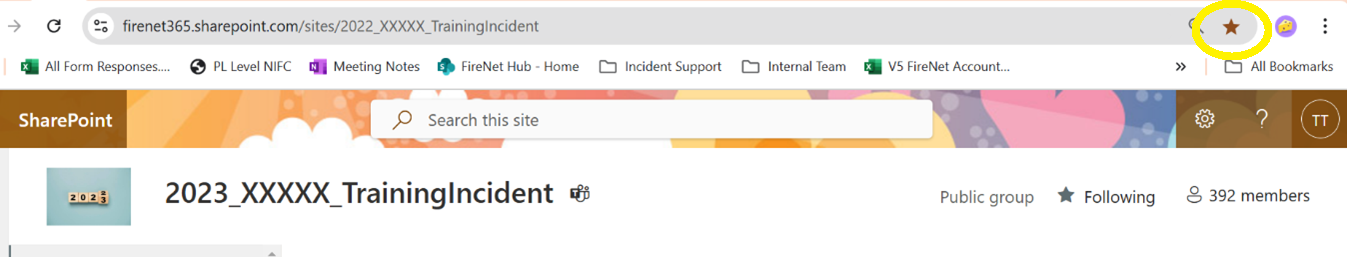 firenet365.sharepoint.com/sites/2022_XXXXX_TrainingIncident
All Form Responses.... PL Level NIFC Meeting Notes FireNet Hub - Home Incident Support Internal Team V5 FireNet Account... » All Bookmarks
SharePoint Search this site ? TT
2023_XXXXX_TrainingIncident Public group Following 392 members